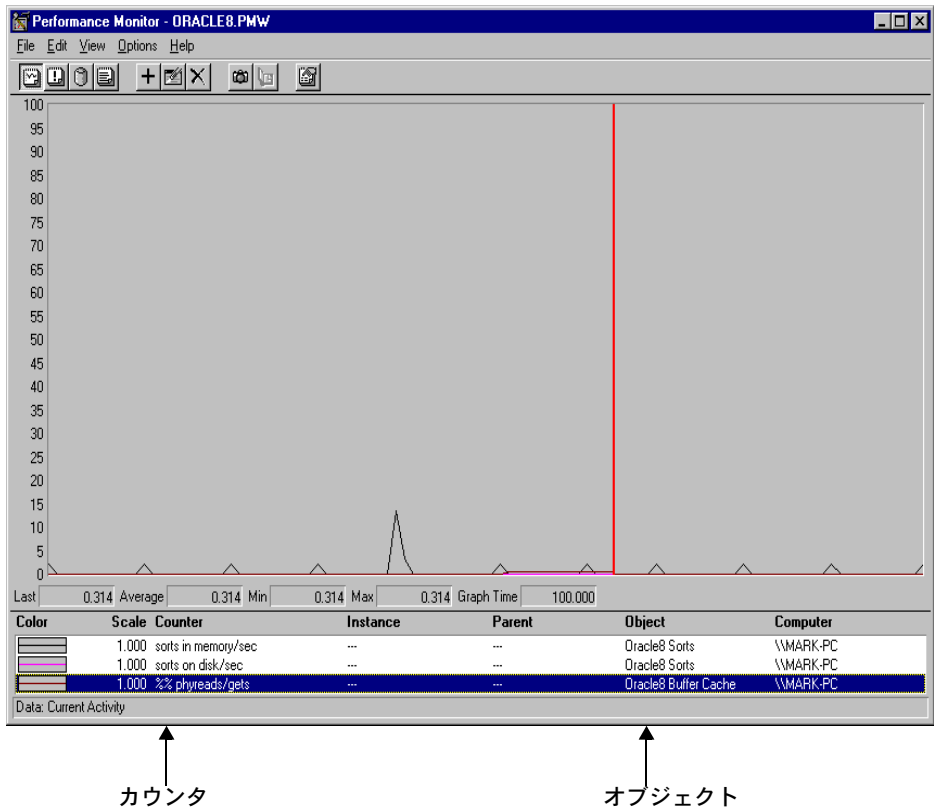 Performance Monitor - ORACLE8.PMW
File Edit View Options Help
100
95
90
85
80
75
70
65
60
55
50
45
40
35
30
25
20
15
10
5
0
Last 0.314 Average 0.314 Min 0.314 Max 0.314 Graph Time 100.000
Color Scale Counter Instance Parent Object Computer
1.000 sorts in memory/sec --- --- Oracle8 Sorts \\MARK-PC
1.000 sorts on disk/sec --- --- Oracle8 Sorts \\MARK-PC
1.000 %% phyreads/gets --- --- Oracle8 Buffer Cache \\MARK-PC
Data: Current Activity
カウンタ オブジェクト